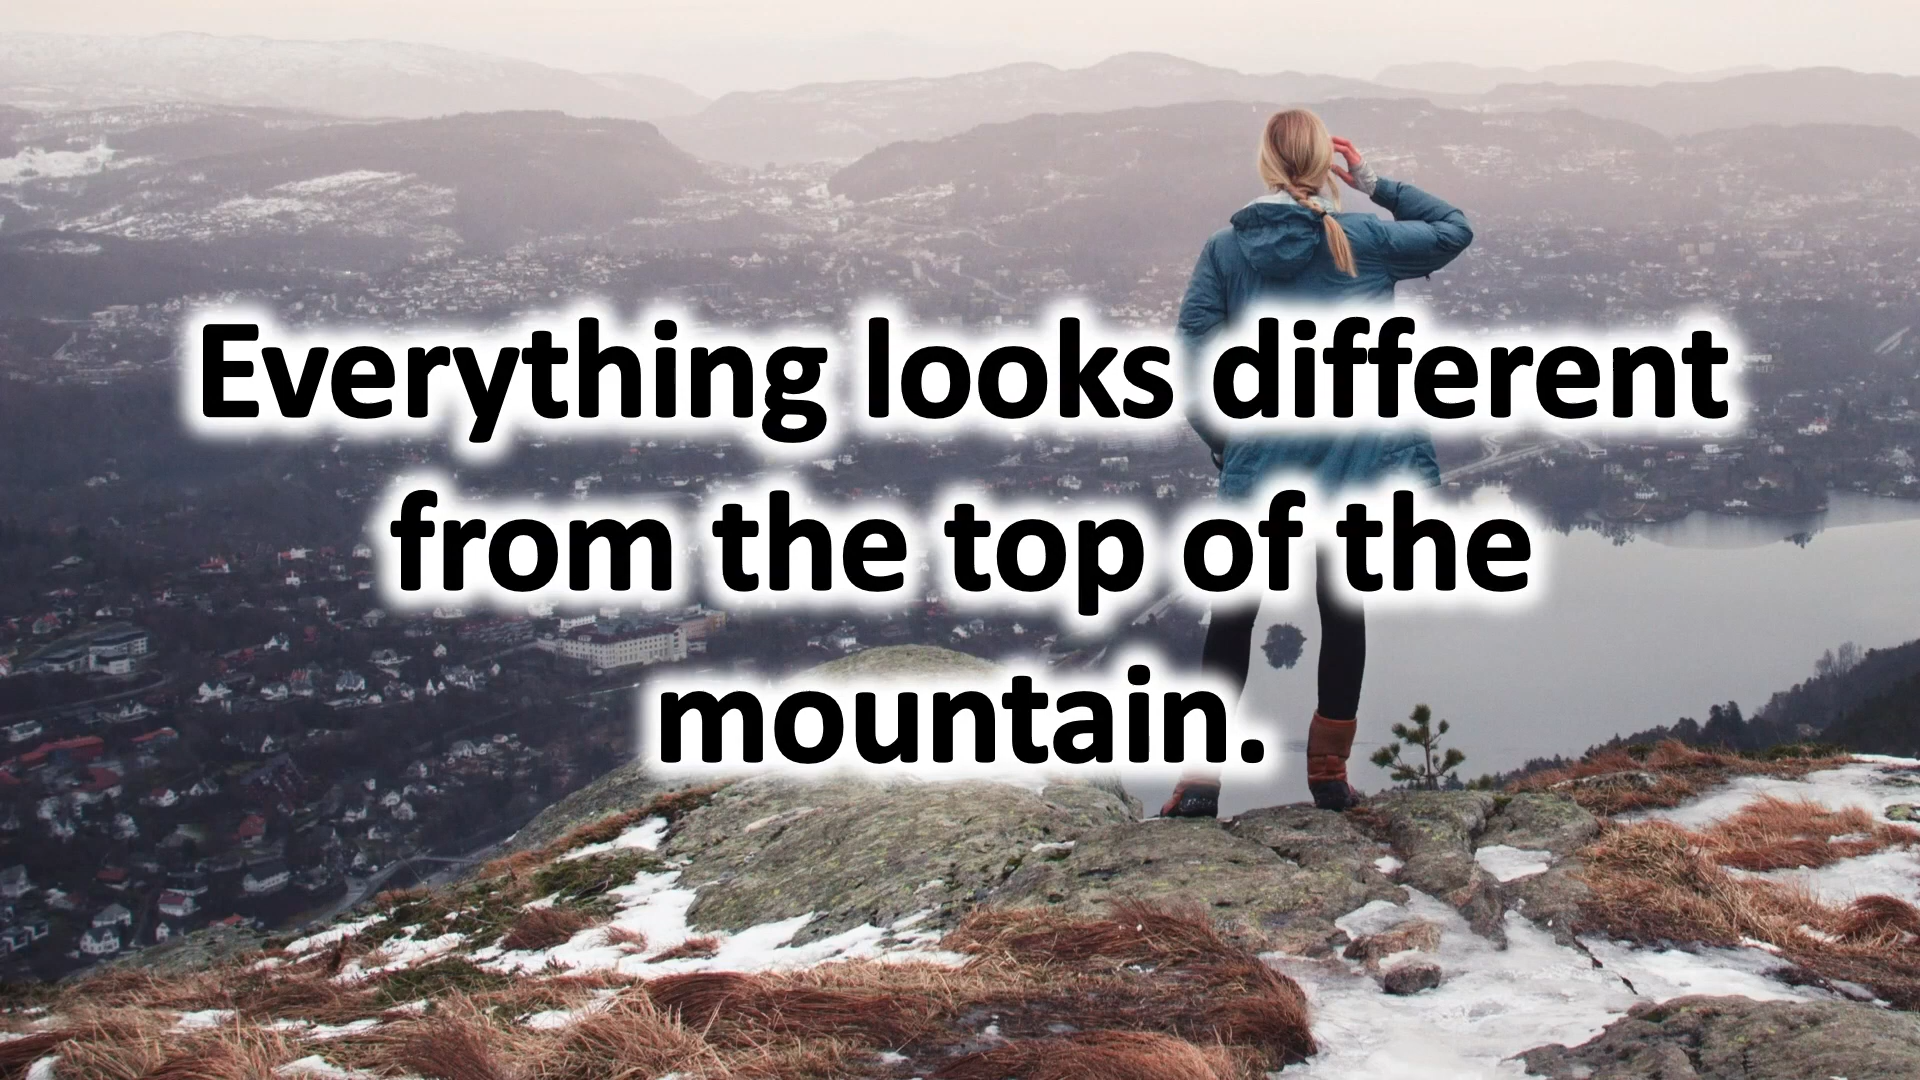 Everything looks different
from the top of the
mountain.